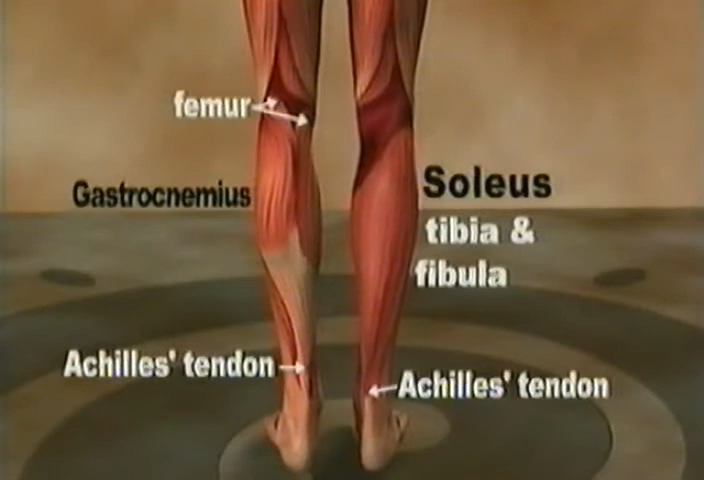 femur
Gastrocnemius
Soleus
tibia &
fibula
Achilles' tendon
Achilles' tendon